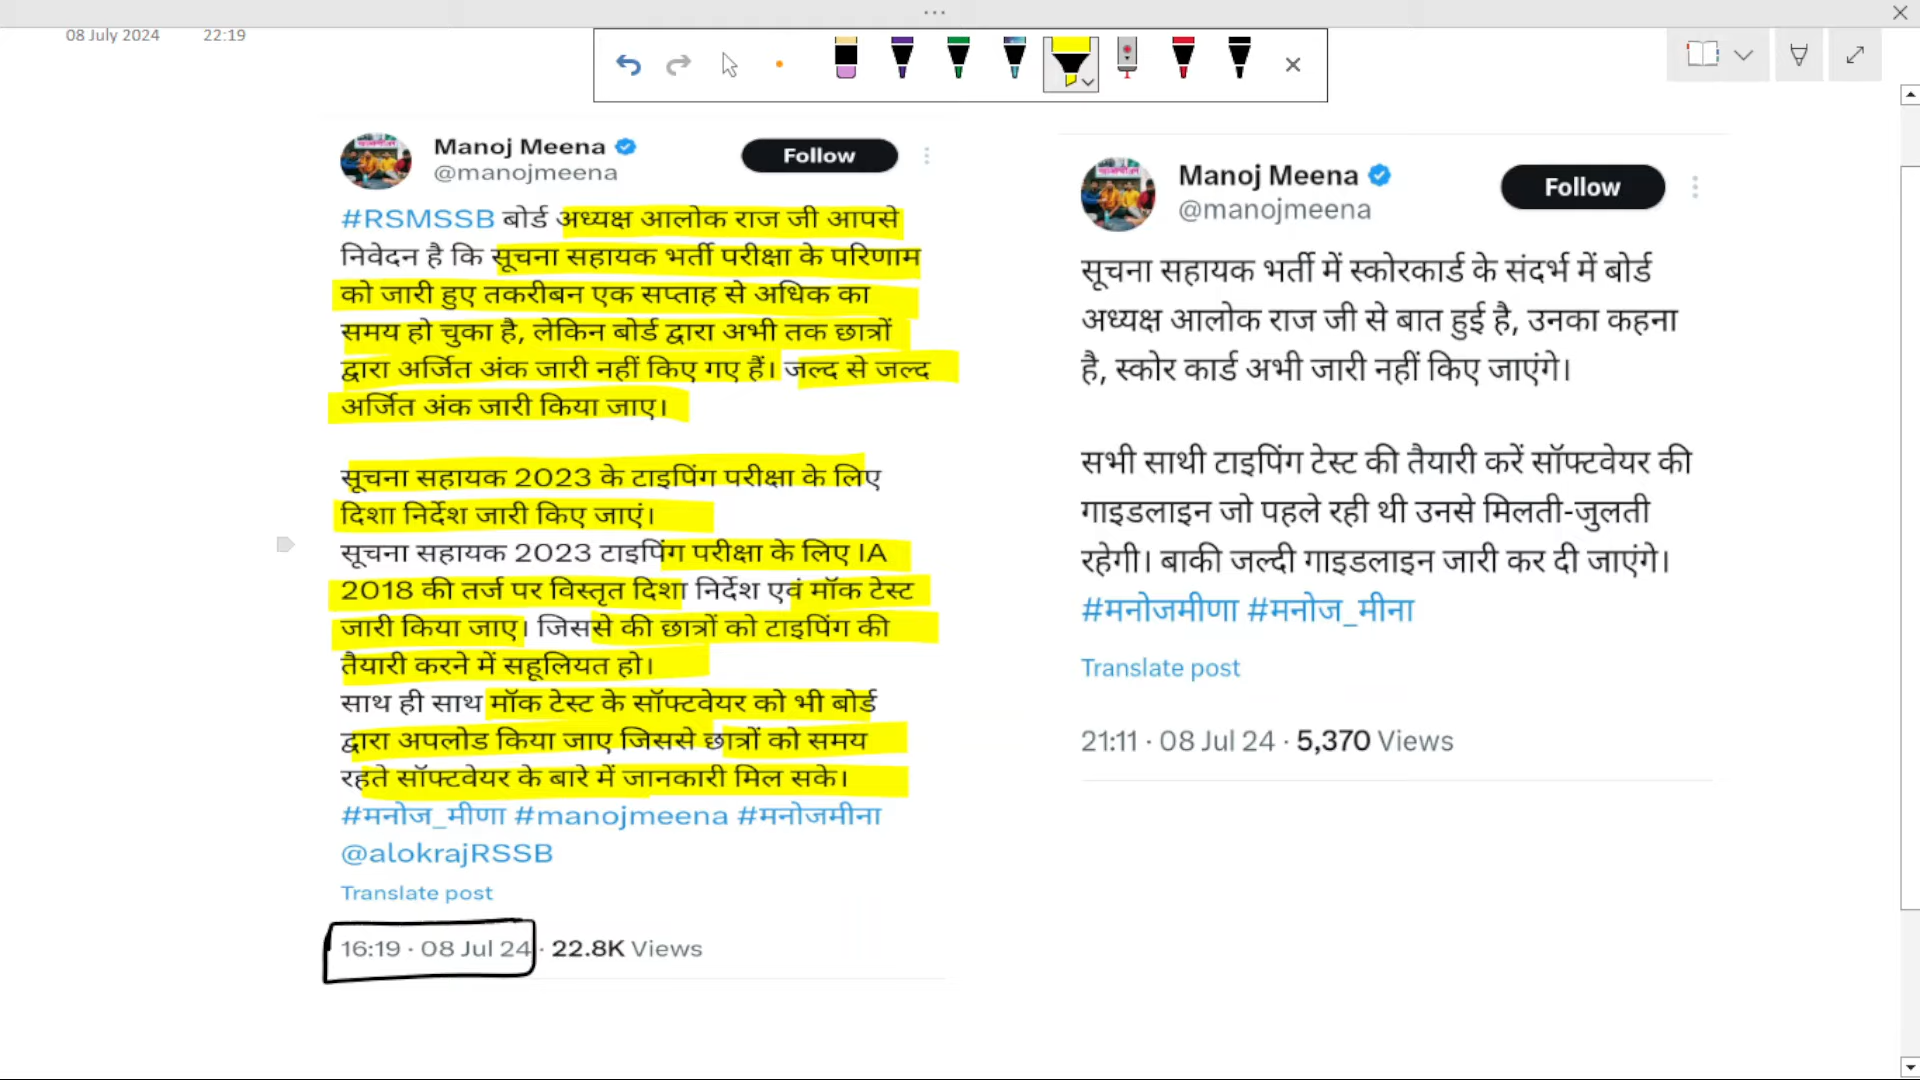 08 July 2024 22:19
Manoj Meena
@manojmeena
Follow
#RSMSSB बोर्ड अध्यक्ष आलोक राज जी आपसे
निवेदन है कि सूचना सहायक भर्ती परीक्षा के परिणाम
को जारी हुए तकरीबन एक सप्ताह से अधिक का
समय हो चुका है, लेकिन बोर्ड द्वारा अभी तक छात्रों
द्वारा अर्जित अंक जारी नहीं किए गए हैं। जल्द से जल्द
अर्जित अंक जारी किया जाए।
सूचना सहायक 2023 के टाइपिंग परीक्षा के लिए
दिशा निर्देश जारी किए जाएं।
सूचना सहायक 2023 टाइपिंग परीक्षा के लिए IA
2018 की तर्ज पर विस्तृत दिशा निर्देश एवं मॉक टेस्ट
जारी किया जाए। जिससे की छात्रों को टाइपिंग की
तैयारी करने में सहूलियत हो।
साथ ही साथ मॉक टेस्ट के सॉफ्टवेयर को भी बोर्ड
द्वारा अपलोड किया जाए जिससे छात्रों को समय
रहते सॉफ्टवेयर के बारे में जानकारी मिल सके।
#मनोज_मीणा #manojmeena #मनोजमीना
@alokrajRSSB
Translate post
16:19 · 08 Jul 24 · 22.8K Views
Manoj Meena
@manojmeena
Follow
सूचना सहायक भर्ती में स्कोरकार्ड के संदर्भ में बोर्ड
अध्यक्ष आलोक राज जी से बात हुई है, उनका कहना
है, स्कोर कार्ड अभी जारी नहीं किए जाएंगे।
सभी साथी टाइपिंग टेस्ट की तैयारी करें सॉफ्टवेयर की
गाइडलाइन जो पहले रही थी उनसे मिलती-जुलती
रहेगी। बाकी जल्दी गाइडलाइन जारी कर दी जाएंगे।
#मनोजमीणा #मनोज_मीना
Translate post
21:11 · 08 Jul 24 · 5,370 Views